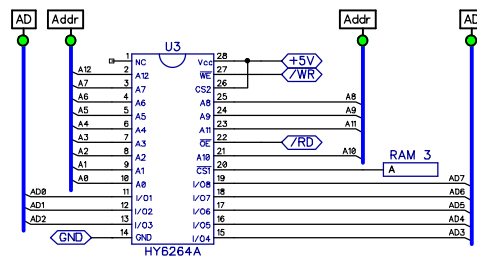 AD Addr Addr AD
U3
1 NC Vcc 28 +5V
A12 2 A12 WE 27 /WR
A7 3 A7 CS2 26
A6 4 A6 A8 25 A8
A5 5 A5 A9 24 A9
A4 6 A4 A11 23 A11
A3 7 A3 OE 22 /RD
A2 8 A2 A10 21 A10
A1 9 A1 CS1 20 RAM 3
A
A0 10 A0 I/O8 19 AD7
AD0 11 I/O1 I/O7 18 AD6
AD1 12 I/O2 I/O6 17 AD5
AD2 13 I/O3 I/O5 16 AD4
GND 14 GND I/O4 15 AD3
HY6264A